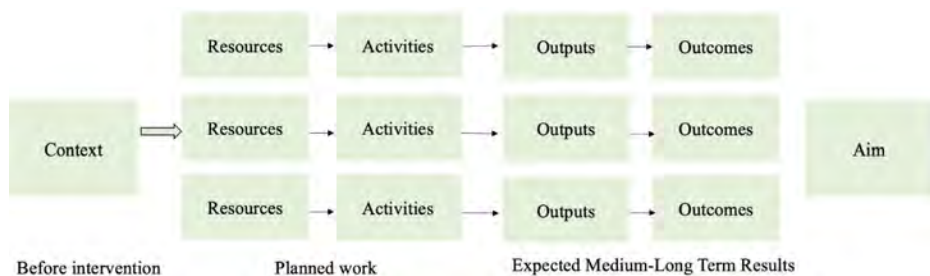 Resources Activities Outputs Outcomes
Context Resources Activities Outputs Outcomes Aim
Resources Activities Outputs Outcomes
Before intervention Planned work Expected Medium-Long Term Results